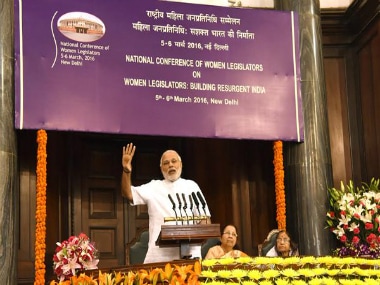 राष्ट्रीय महिला जनप्रतिनिधि सम्मेलन
महिला जनप्रतिनिधि: सशक्त भारत की निर्माता
5-6 मार्च 2016, नई दिल्ली
NATIONAL CONFERENCE OF WOMEN LEGISLATORS
ON
WOMEN LEGISLATORS: BUILDING RESURGENT INDIA
5th-6th March 2016, New Delhi
National Conference of
Women Legislators
5-6 March, 2016
New Delhi